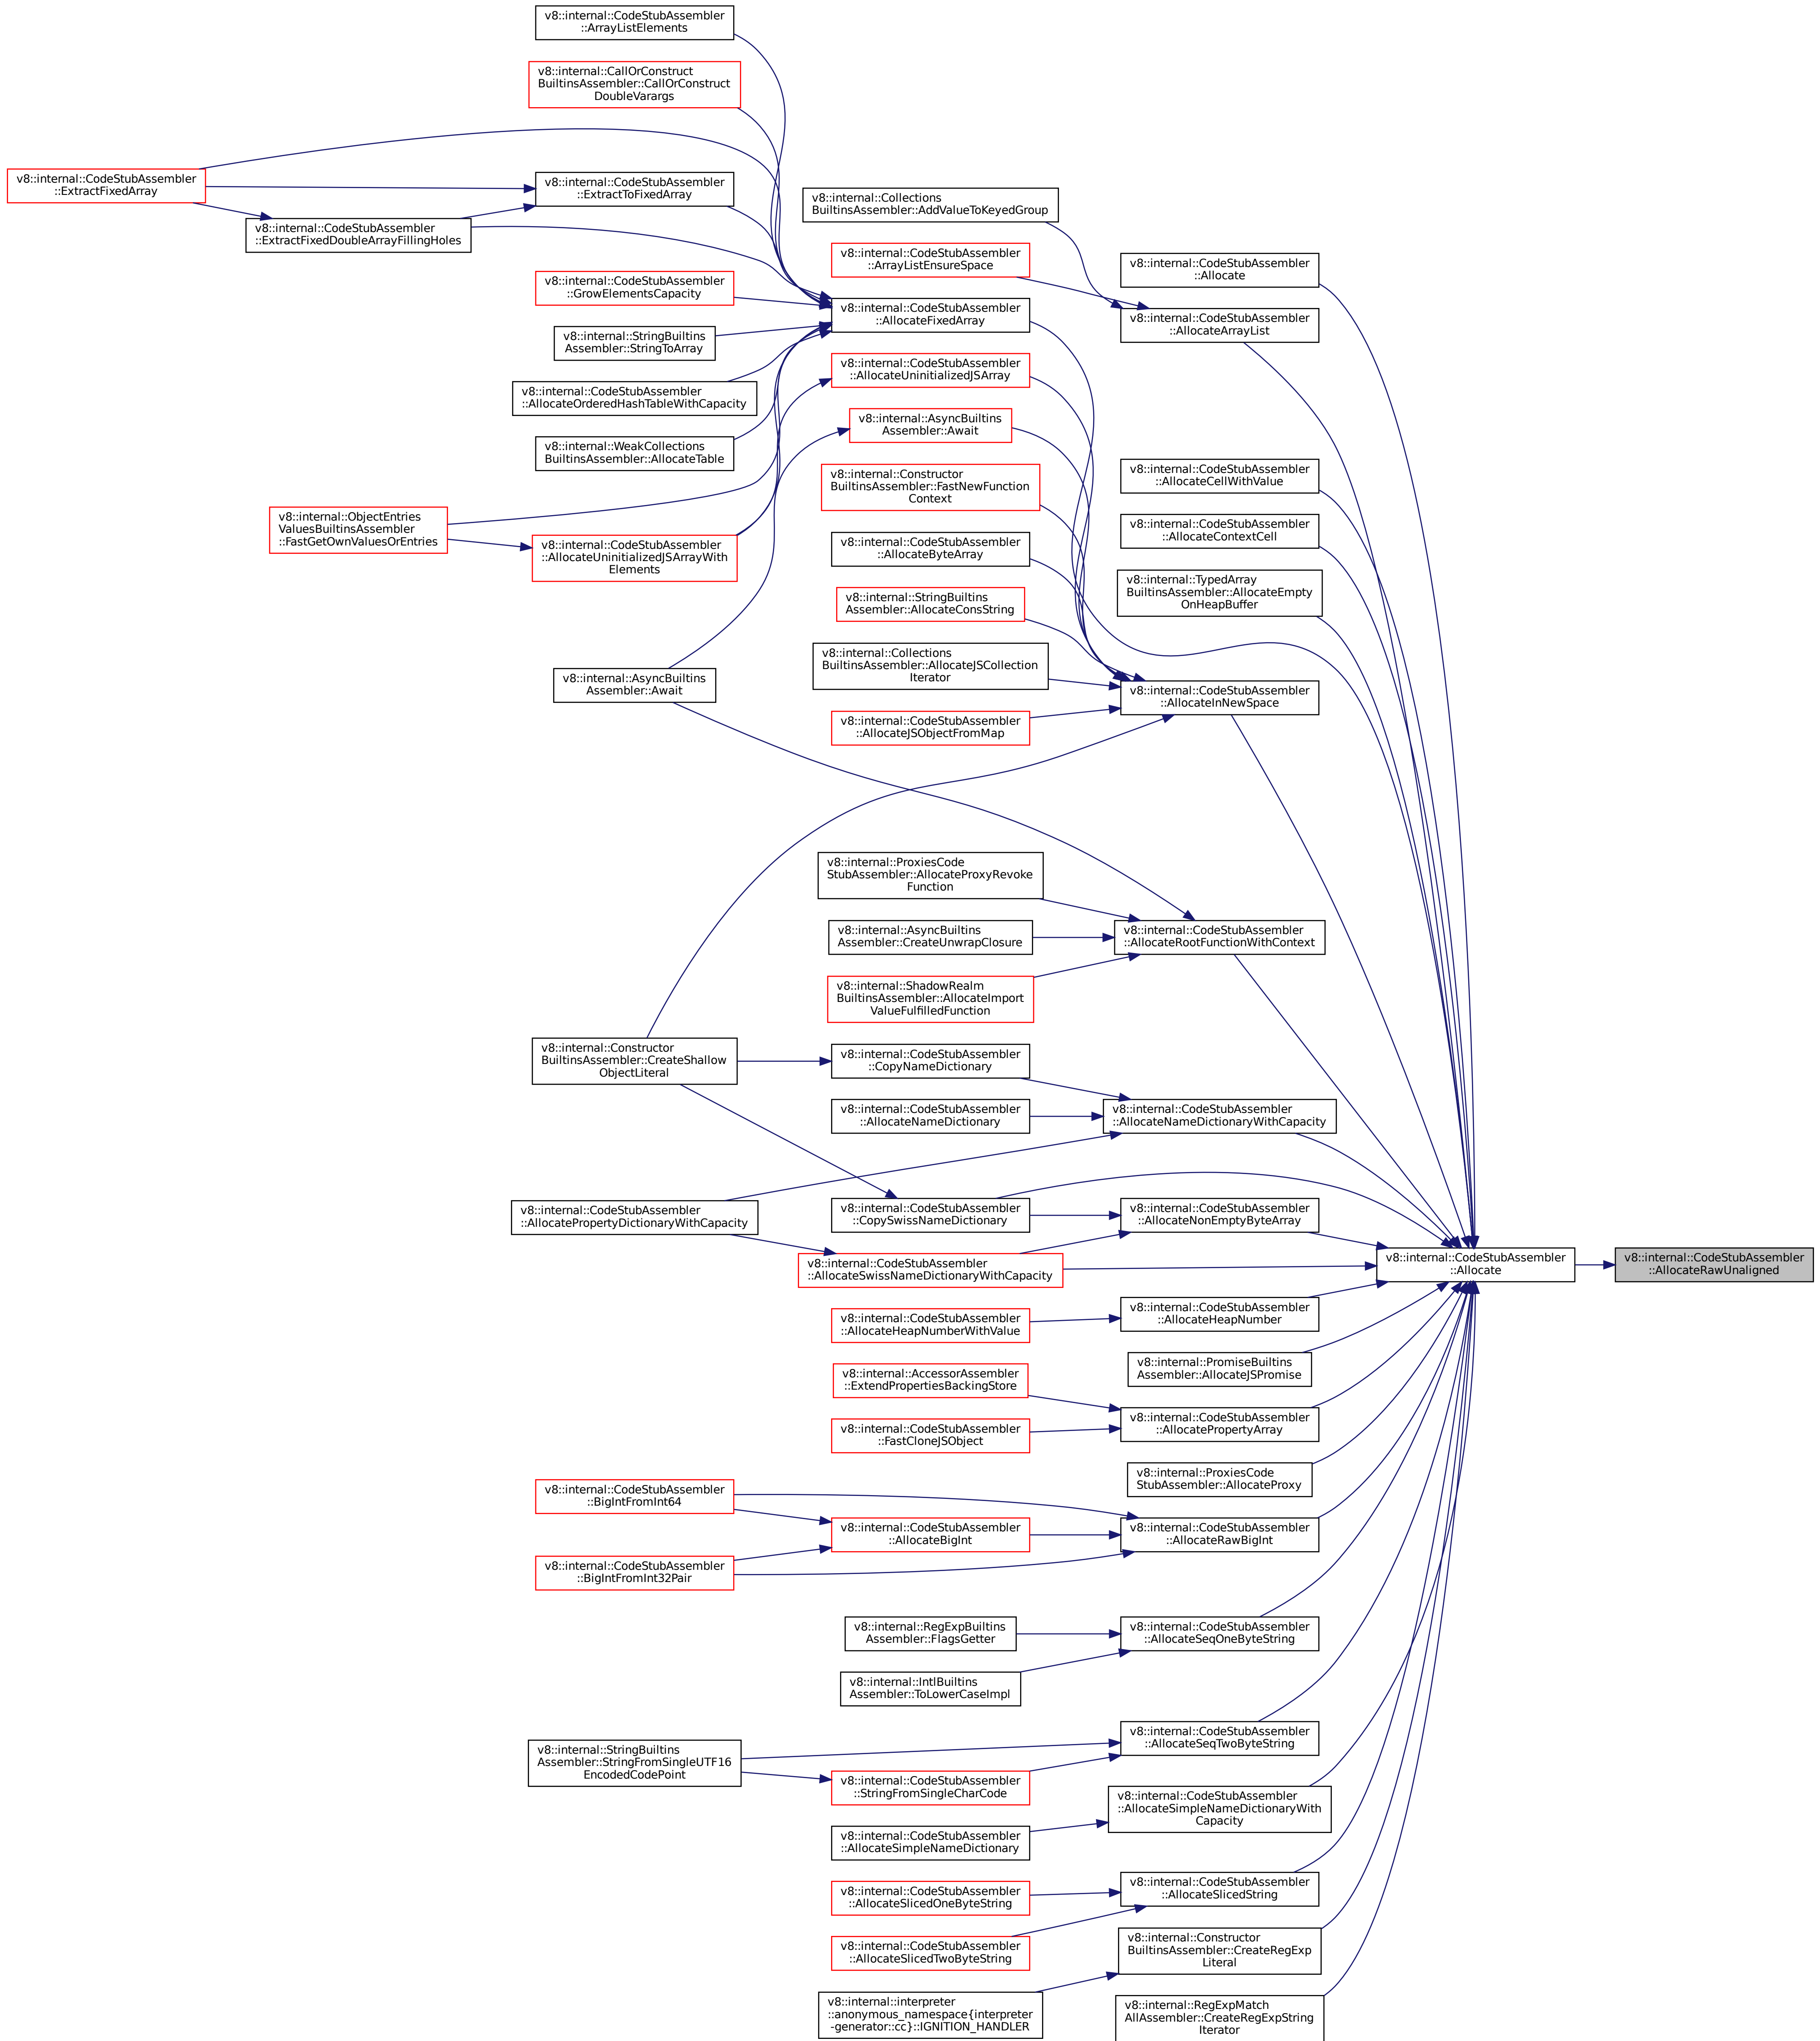 v8::internal::CodeStubAssembler
::ArrayListElements
v8::internal::CallOrConstruct
BuiltinsAssembler::CallOrConstruct
DoubleVarargs
v8::internal::CodeStubAssembler
::ExtractFixedArray
v8::internal::CodeStubAssembler
::ExtractToFixedArray
v8::internal::CodeStubAssembler
::ExtractFixedDoubleArrayFillingHoles
v8::internal::Collections
BuiltinsAssembler::AddValueToKeyedGroup
v8::internal::CodeStubAssembler
::ArrayListEnsureSpace
v8::internal::CodeStubAssembler
::Allocate
v8::internal::CodeStubAssembler
::GrowElementsCapacity
v8::internal::CodeStubAssembler
::AllocateFixedArray
v8::internal::CodeStubAssembler
::AllocateArrayList
v8::internal::StringBuiltins
Assembler::StringToArray
v8::internal::CodeStubAssembler
::AllocateUninitializedJSArray
v8::internal::CodeStubAssembler
::AllocateOrderedHashTableWithCapacity
v8::internal::AsyncBuiltins
Assembler::Await
v8::internal::WeakCollections
BuiltinsAssembler::AllocateTable
v8::internal::Constructor
BuiltinsAssembler::FastNewFunction
Context
v8::internal::CodeStubAssembler
::AllocateCellWithValue
v8::internal::ObjectEntries
ValuesBuiltinsAssembler
::FastGetOwnValuesOrEntries
v8::internal::CodeStubAssembler
::AllocateUninitializedJSArrayWith
Elements
v8::internal::CodeStubAssembler
::AllocateByteArray
v8::internal::CodeStubAssembler
::AllocateContextCell
v8::internal::StringBuiltins
Assembler::AllocateConsString
v8::internal::TypedArray
BuiltinsAssembler::AllocateEmpty
OnHeapBuffer
v8::internal::Collections
BuiltinsAssembler::AllocateJSCollection
Iterator
v8::internal::AsyncBuiltins
Assembler::Await
v8::internal::CodeStubAssembler
::AllocateInNewSpace
v8::internal::CodeStubAssembler
::AllocateJSObjectFromMap
v8::internal::ProxiesCode
StubAssembler::AllocateProxyRevoke
Function
v8::internal::AsyncBuiltins
Assembler::CreateUnwrapClosure
v8::internal::CodeStubAssembler
::AllocateRootFunctionWithContext
v8::internal::ShadowRealm
BuiltinsAssembler::AllocateImport
ValueFulfilledFunction
v8::internal::Constructor
BuiltinsAssembler::CreateShallow
ObjectLiteral
v8::internal::CodeStubAssembler
::CopyNameDictionary
v8::internal::CodeStubAssembler
::AllocateNameDictionary
v8::internal::CodeStubAssembler
::AllocateNameDictionaryWithCapacity
v8::internal::CodeStubAssembler
::AllocatePropertyDictionaryWithCapacity
v8::internal::CodeStubAssembler
::CopySwissNameDictionary
v8::internal::CodeStubAssembler
::AllocateNonEmptyByteArray
v8::internal::CodeStubAssembler
::AllocateSwissNameDictionaryWithCapacity
v8::internal::CodeStubAssembler
::Allocate
v8::internal::CodeStubAssembler
::AllocateRawUnaligned
v8::internal::CodeStubAssembler
::AllocateHeapNumberWithValue
v8::internal::CodeStubAssembler
::AllocateHeapNumber
v8::internal::PromiseBuiltins
Assembler::AllocateJSPromise
v8::internal::AccessorAssembler
::ExtendPropertiesBackingStore
v8::internal::CodeStubAssembler
::FastCloneJSObject
v8::internal::CodeStubAssembler
::AllocatePropertyArray
v8::internal::ProxiesCode
StubAssembler::AllocateProxy
v8::internal::CodeStubAssembler
::BigIntFromInt64
v8::internal::CodeStubAssembler
::AllocateBigInt
v8::internal::CodeStubAssembler
::AllocateRawBigInt
v8::internal::CodeStubAssembler
::BigIntFromInt32Pair
v8::internal::RegExpBuiltins
Assembler::FlagsGetter
v8::internal::CodeStubAssembler
::AllocateSeqOneByteString
v8::internal::IntlBuiltins
Assembler::ToLowerCaseImpl
v8::internal::StringBuiltins
Assembler::StringFromSingleUTF16
EncodedCodePoint
v8::internal::CodeStubAssembler
::AllocateSeqTwoByteString
v8::internal::CodeStubAssembler
::StringFromSingleCharCode
v8::internal::CodeStubAssembler
::AllocateSimpleNameDictionaryWith
Capacity
v8::internal::CodeStubAssembler
::AllocateSimpleNameDictionary
v8::internal::CodeStubAssembler
::AllocateSlicedOneByteString
v8::internal::CodeStubAssembler
::AllocateSlicedString
v8::internal::CodeStubAssembler
::AllocateSlicedTwoByteString
v8::internal::Constructor
BuiltinsAssembler::CreateRegExp
Literal
v8::internal::interpreter
::anonymous_namespace{interpreter
-generator::cc}::IGNITION_HANDLER
v8::internal::RegExpMatch
AllAssembler::CreateRegExpString
Iterator